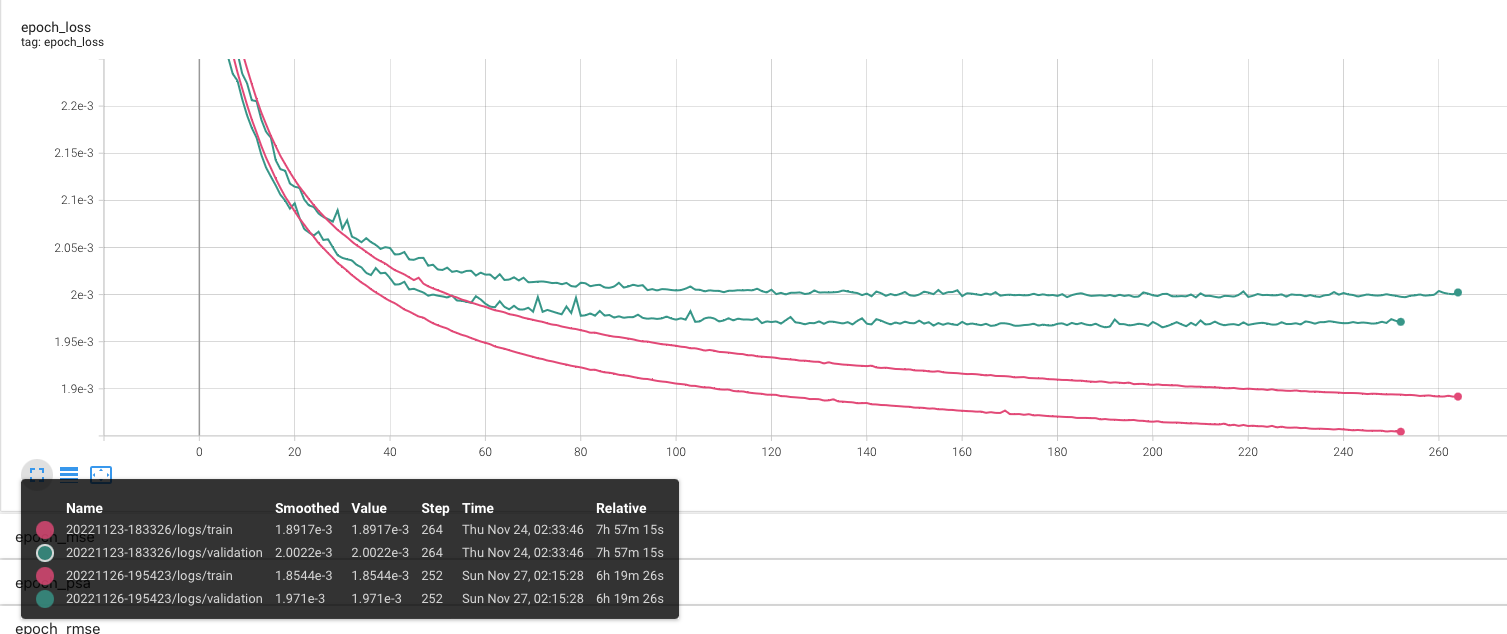 epoch_loss
tag: epoch_loss
2.2e-3
2.15e-3
2.1e-3
2.05e-3
2e-3
1.95e-3
1.9e-3
0 20 40 60 80 100 120 140 160 180 200 220 240 260
Name Smoothed Value Step Time Relative
20221123-183326/logs/train 1.8917e-3 1.8917e-3 264 Thu Nov 24, 02:33:46 7h 57m 15s
epoch_mse
20221123-183326/logs/validation 2.0022e-3 2.0022e-3 264 Thu Nov 24, 02:33:46 7h 57m 15s
20221126-195423/logs/train 1.8544e-3 1.8544e-3 252 Sun Nov 27, 02:15:28 6h 19m 26s
epoch_psa
20221126-195423/logs/validation 1.971e-3 1.971e-3 252 Sun Nov 27, 02:15:28 6h 19m 26s
epoch_rmse